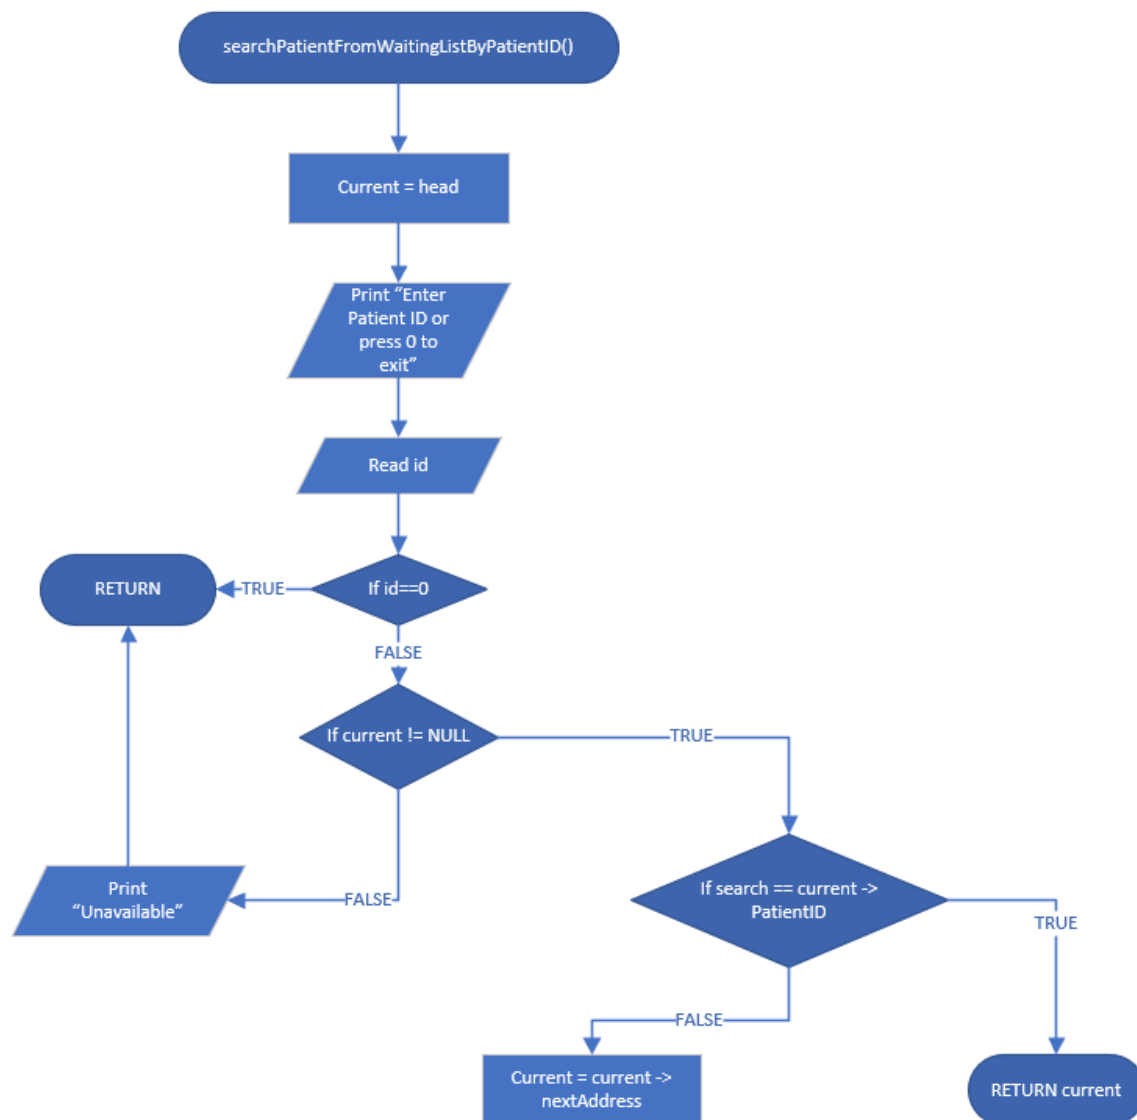 searchPatientFromWaitingListByPatientID()
Current = head
Print “Enter
Patient ID or
press 0 to
exit”
Read id
RETURN
TRUE
If id==0
FALSE
If current != NULL
TRUE
Print
“Unavailable”
FALSE
If search == current ->
PatientID
TRUE
FALSE
Current = current ->
nextAddress
RETURN current